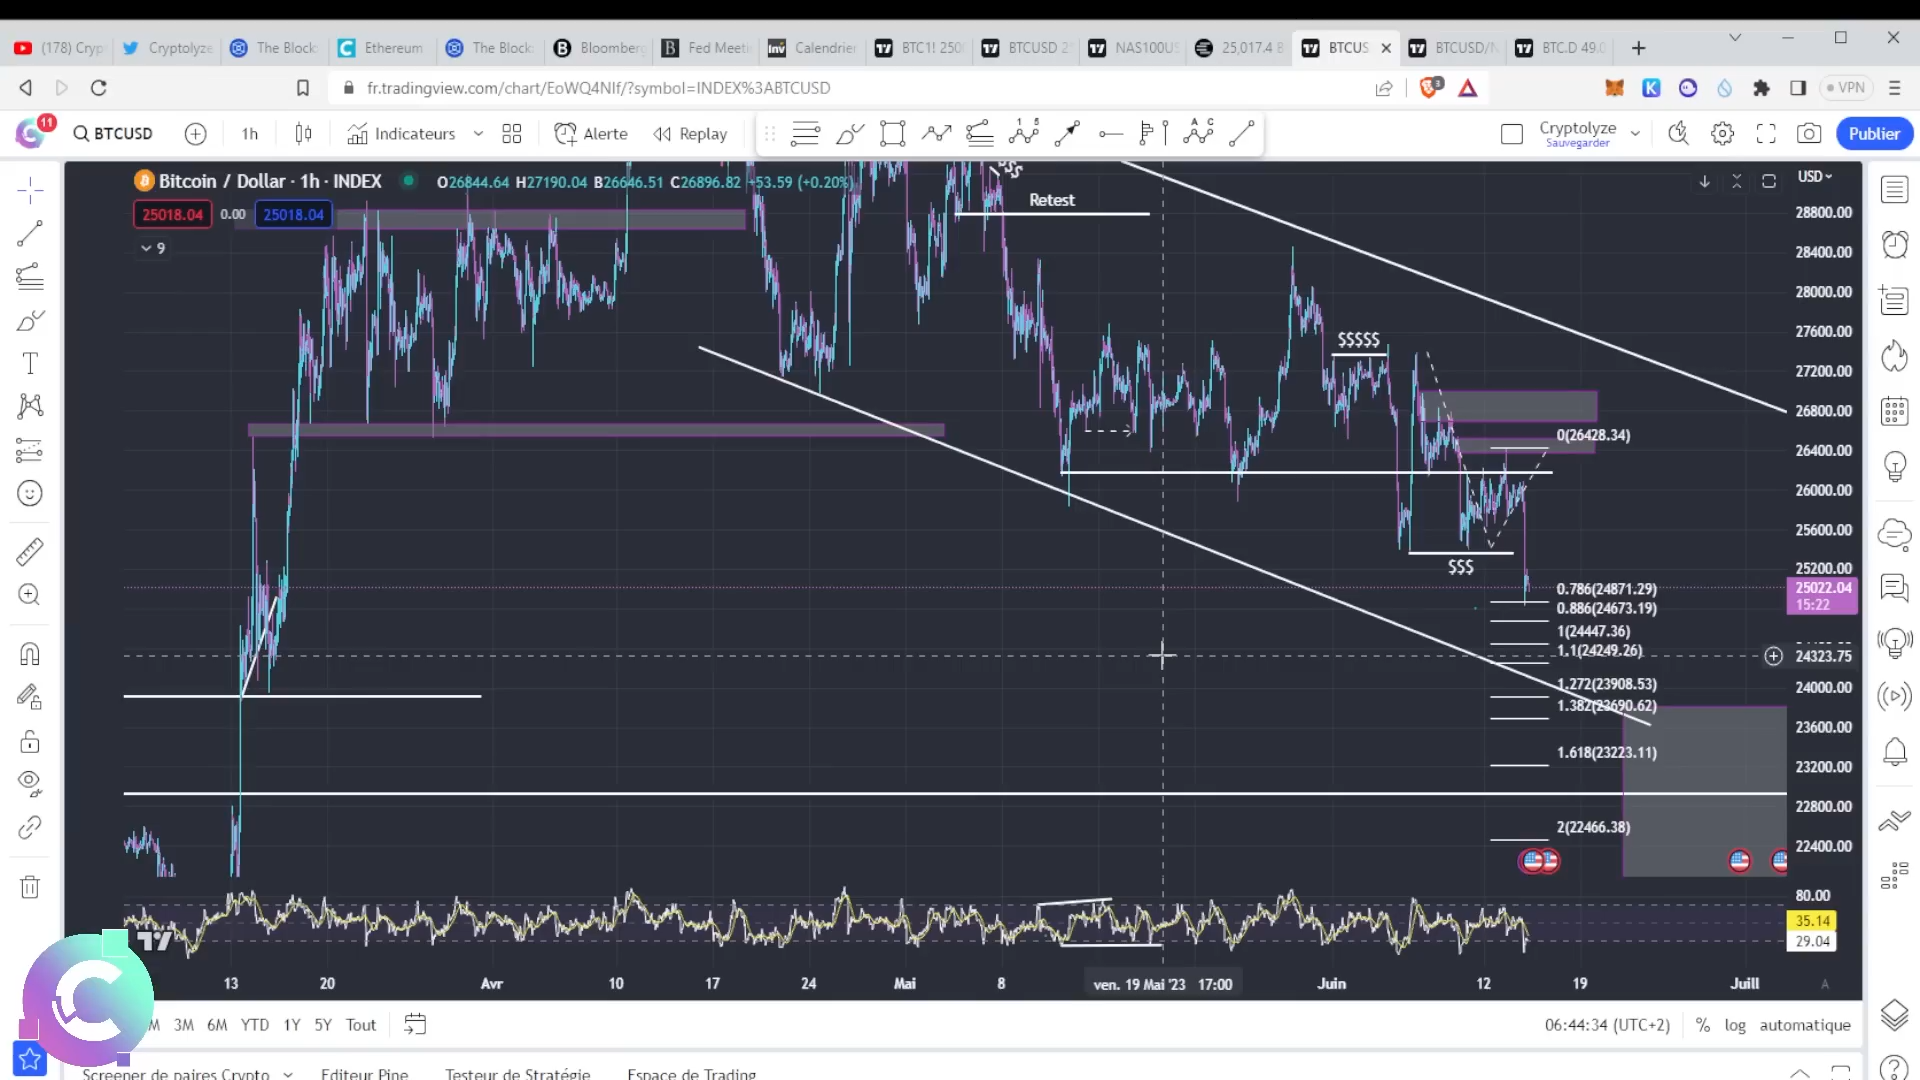 (178) Cryp
Cryptolyze
The Block
Ethereum
The Block
Bloomberg
Fed Meeti
Calendrier
BTC1! 250
BTCUSD 2
NAS100US
25,017.4 B
BTCUS
BTCUSD/
BTC.D 49.0
fr.tradingview.com/chart/EoWQ4NIf/?symbol=INDEX%3ABTCUSD
3
VPN
11
BTCUSD
1h
Indicateurs
Alerte
Replay
Cryptolyze
Sauvegarder
Publier
Bitcoin / Dollar · 1h · INDEX
O26844.64 H27190.04 B26646.51 C26896.82 +53.59 (+0.20%)
25018.04
0.00
25018.04
9
USD
Retest
$$$
$$$$$
$$$
0(26428.34)
0.786(24871.29)
0.886(24673.19)
1(24447.36)
1.1(24249.26)
1.272(23908.53)
1.382(23690.62)
1.618(23223.11)
2(22466.38)
28800.00
28400.00
28000.00
27600.00
27200.00
26800.00
26400.00
26000.00
25600.00
25200.00
25022.04
15:22
24323.75
24000.00
23600.00
23200.00
22800.00
22400.00
80.00
35.14
29.04
13
20
Avr
10
17
24
Mai
8
ven. 19 Mai '23 17:00
Juin
12
19
Juill
A
M
3M
6M
YTD
1Y
5Y
Tout
06:44:34 (UTC+2)
%
log
automatique
Screener de paires Crypto
Editeur Pine
Testeur de Stratégie
Espace de Trading